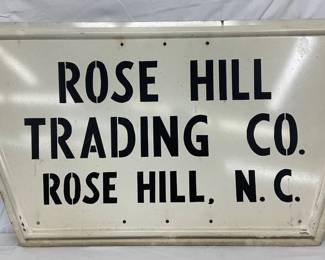 ROSE HILL
TRADING CO.
ROSE HILL, N.C.